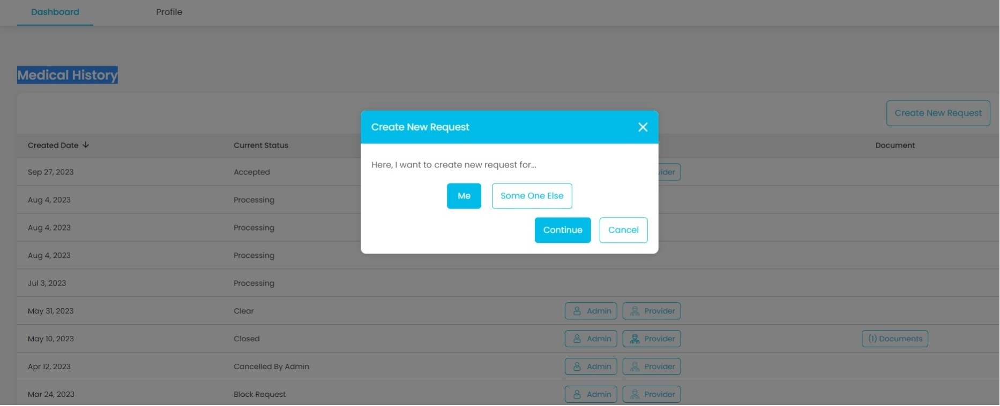 Dashboard Profile
Medical History
Create New Request
Create New Request
Created Date Current Status Document
Here, I want to create new request for...
Sep 27, 2023 Accepted
Me Some One Else
Aug 4, 2023 Processing
Aug 4, 2023 Processing
Continue Cancel
Aug 4, 2023 Processing
Jul 3, 2023 Processing
May 31, 2023 Clear Admin Provider
May 10, 2023 Closed Admin Provider (1) Documents
Apr 12, 2023 Cancelled By Admin Admin Provider
Mar 24, 2023 Block Request Admin Provider